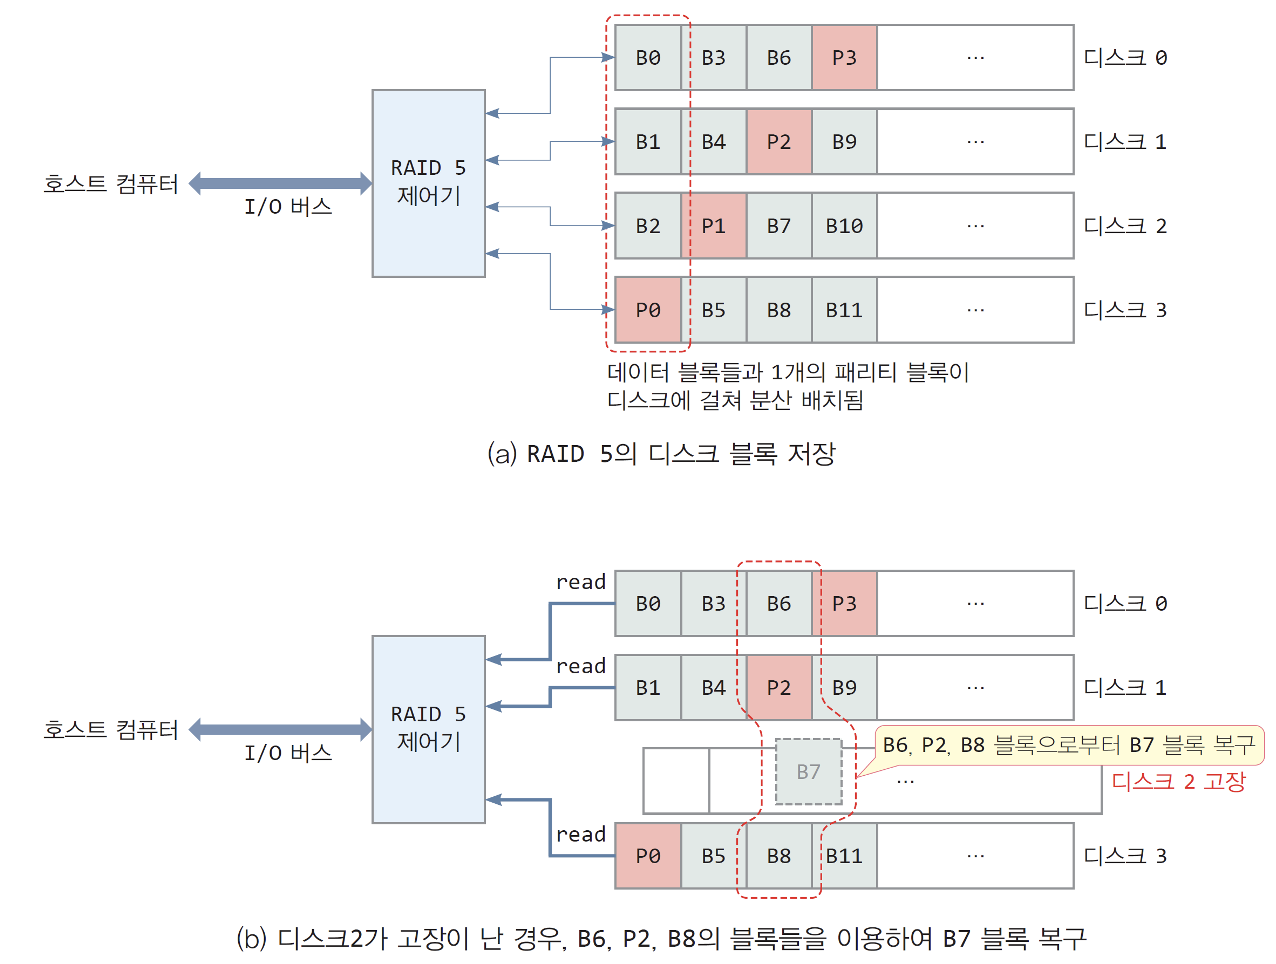 B0 B3 B6 P3 … 디스크 0
B1 B4 P2 B9 … 디스크 1
RAID 5
제어기
호스트 컴퓨터
I/O 버스
B2 P1 B7 B10 … 디스크 2
P0 B5 B8 B11 … 디스크 3
데이터 블록들과 1개의 패리티 블록이
디스크에 걸쳐 분산 배치됨
(a) RAID 5의 디스크 블록 저장
read
B0 B3 B6 P3 … 디스크 0
read
B1 B4 P2 B9 … 디스크 1
RAID 5
제어기
호스트 컴퓨터
I/O 버스
B6, P2, B8 블록으로부터 B7 블록 복구
B7 … 디스크 2 고장
read
P0 B5 B8 B11 … 디스크 3
(b) 디스크2가 고장이 난 경우, B6, P2, B8의 블록들을 이용하여 B7 블록 복구